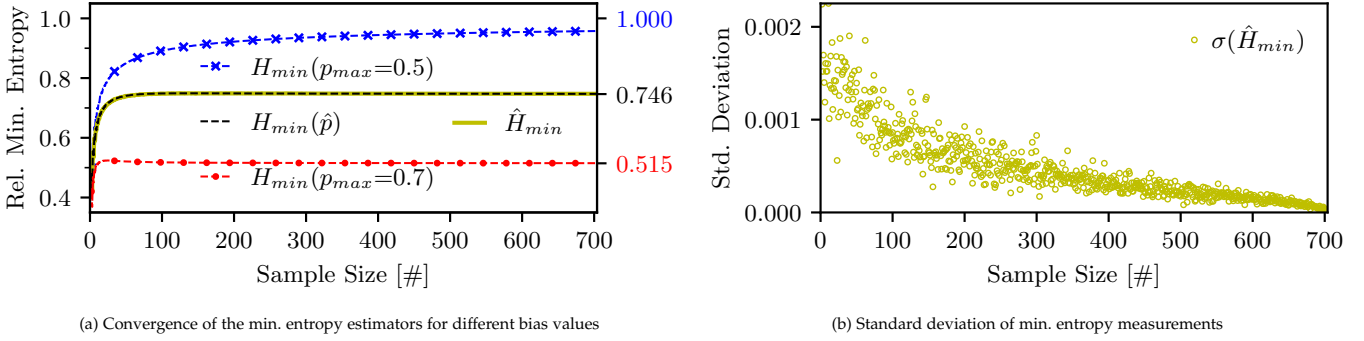 Rel. Min. Entropy
1.0
0.8
0.6
0.4
1.000
0.746
0.515
H_min(p_max=0.5)
H_min(p̂)
Ĥ_min
H_min(p_max=0.7)
0 100 200 300 400 500 600 700
Sample Size [#]
(a) Convergence of the min. entropy estimators for different bias values
Std. Deviation
0.002
0.001
0.000
σ(Ĥ_min)
0 100 200 300 400 500 600 700
Sample Size [#]
(b) Standard deviation of min. entropy measurements